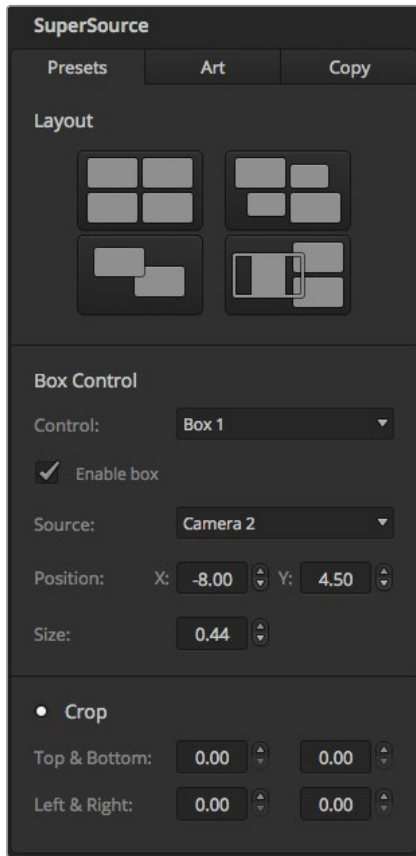 SuperSource
Presets Art Copy
Layout
Box Control
Control: Box 1
Enable box
Source: Camera 2
Position: X: -8.00 Y: 4.50
Size: 0.44
Crop
Top & Bottom: 0.00 0.00
Left & Right: 0.00 0.00